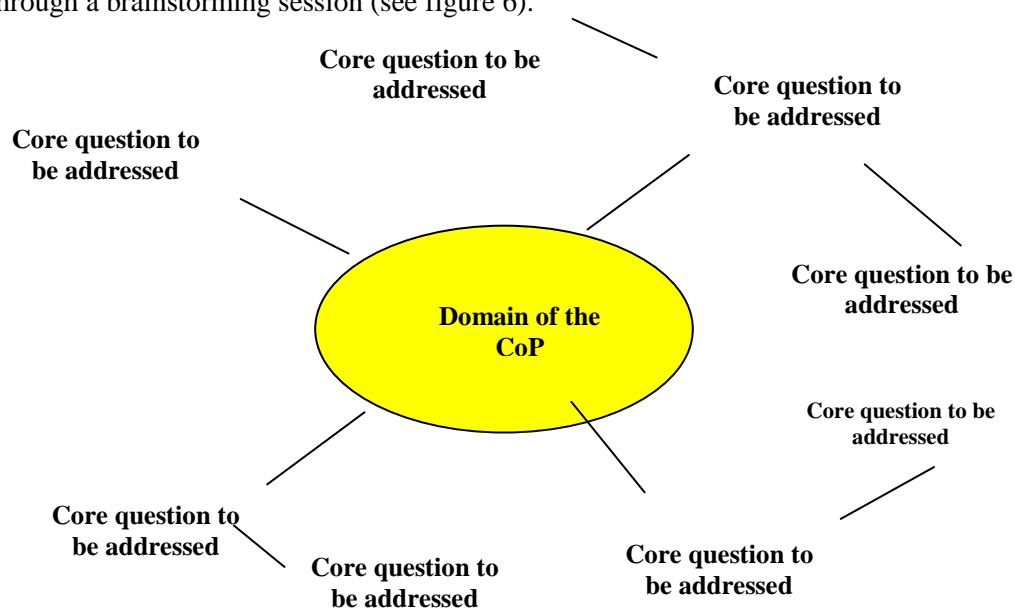 through a brainstorming session (see figure 6).
Core question to be
addressed
Core question to
be addressed
Core question to
be addressed
Core question to be
addressed
Domain of the
CoP
Core question to be
addressed
Core question to
be addressed
Core question to
be addressed
Core question to
be addressed